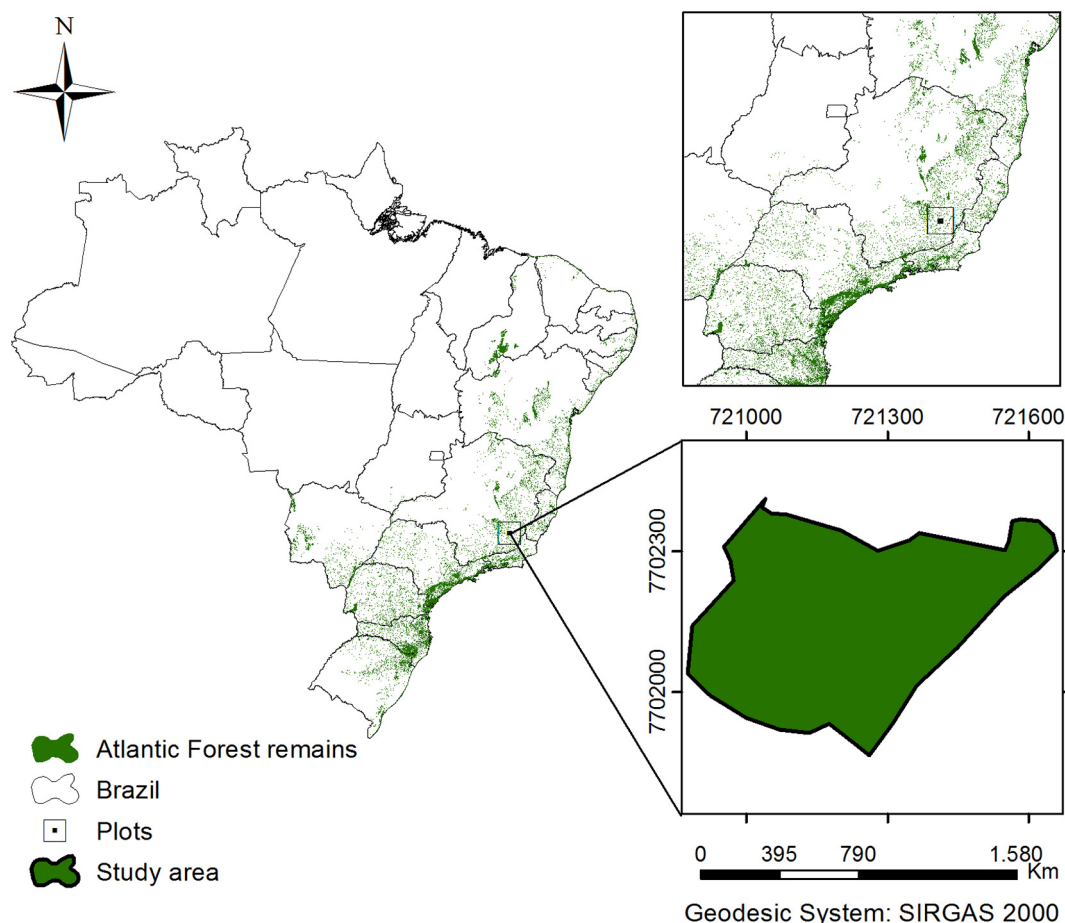 N
721000 721300 721600
7702300
7702000
Atlantic Forest remains
Brazil
Plots
Study area
0 395 790 1.580
Km
Geodesic System: SIRGAS 2000